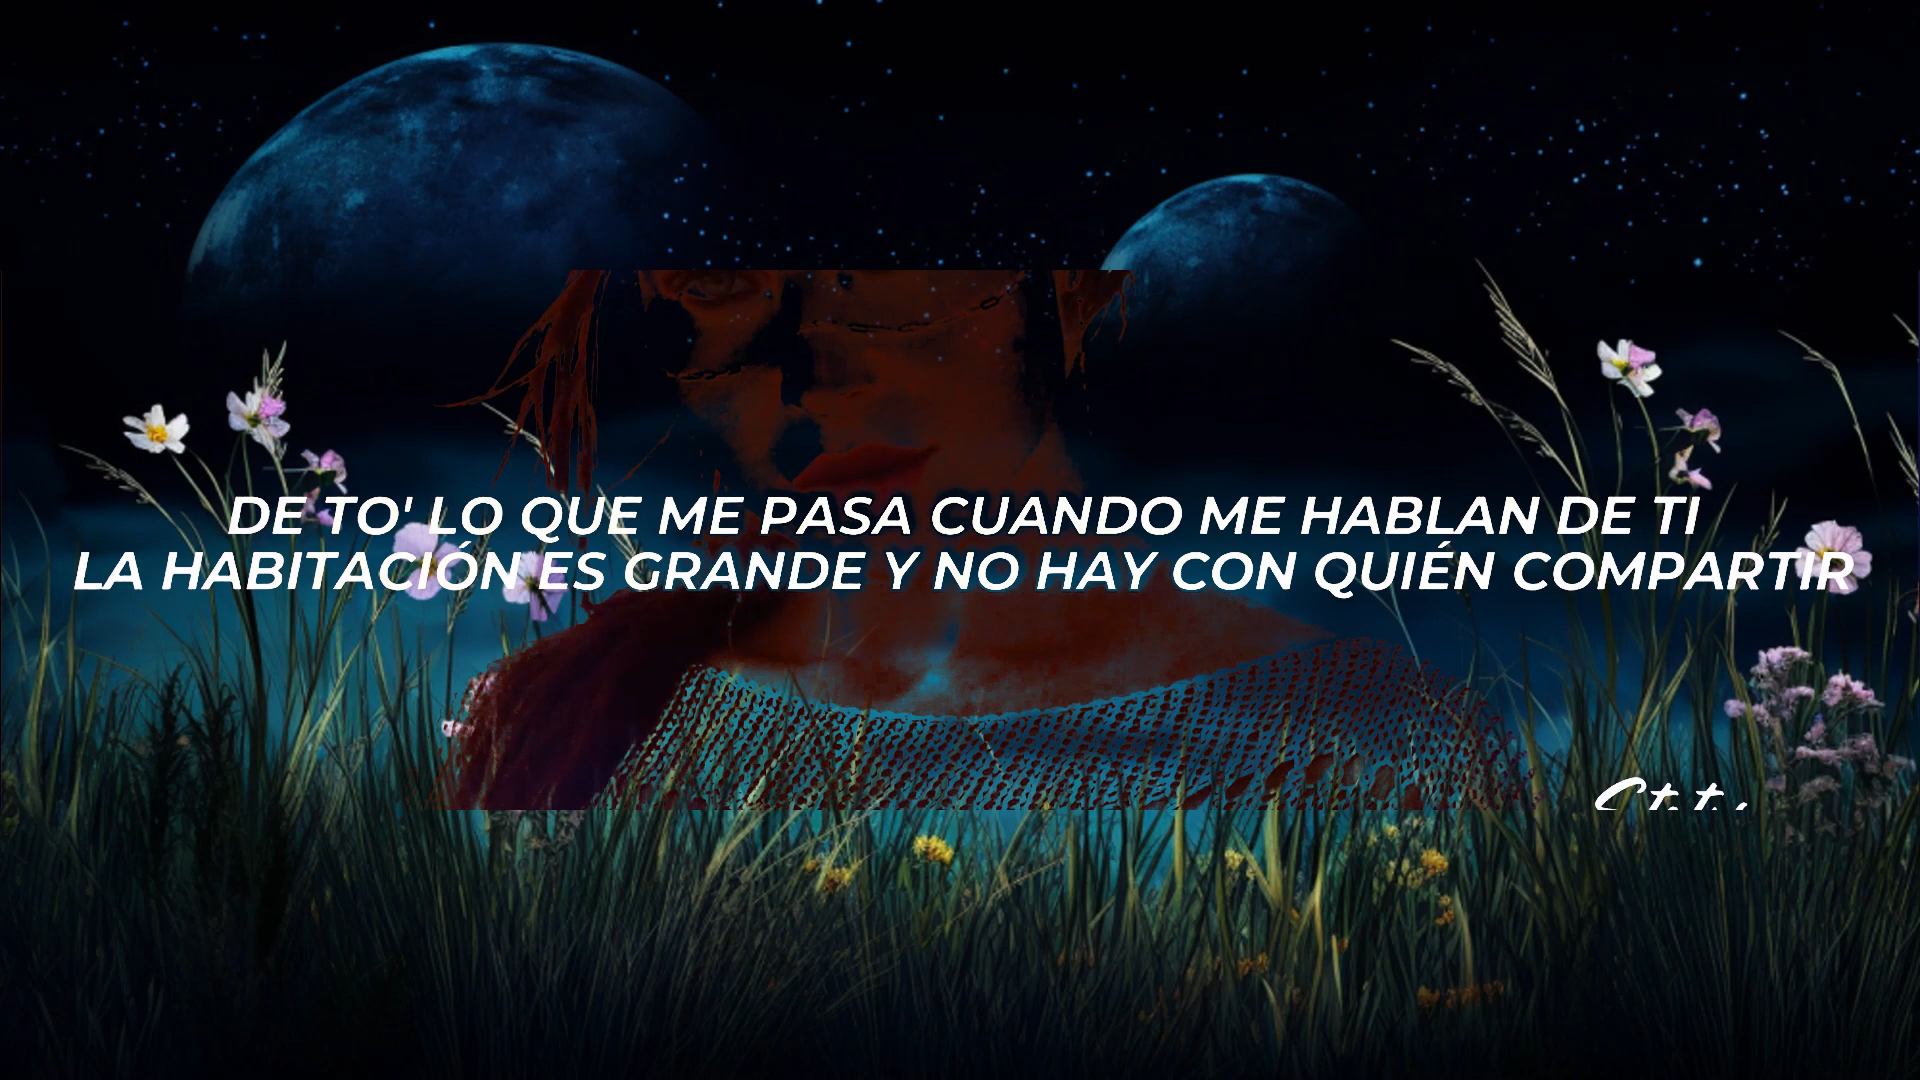 DE TO' LO QUE ME PASA CUANDO ME HABLAN DE TI
LA HABITACIÓN ES GRANDE Y NO HAY CON QUIÉN COMPARTIR